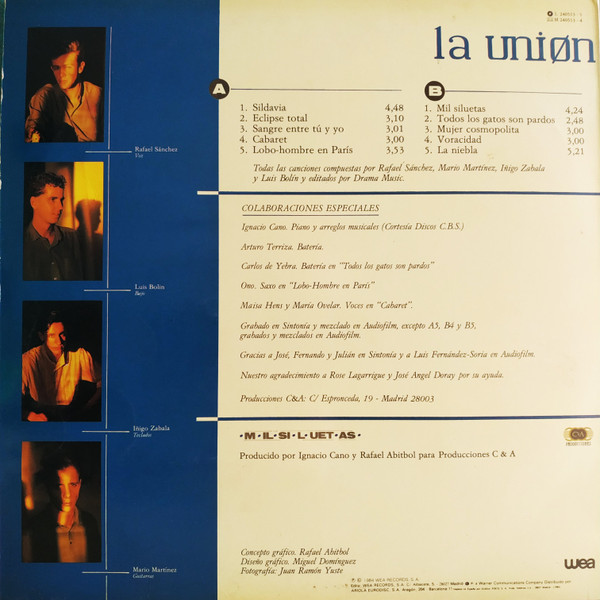 la uniøn
A
1. Sildavia 4,48
2. Eclipse total 3,10
3. Sangre entre tú y yo 3,01
4. Cabaret 3,00
5. Lobo-hombre en París 3,53
B
1. Mil siluetas 4,24
2. Todos los gatos son pardos 2,48
3. Mujer cosmopolita 3,00
4. Voracidad 3,00
5. La niebla 5,21
Todas las canciones compuestas por Rafael Sánchez, Mario Martínez, Iñigo Zabala
y Luis Bolín y editados por Drama Music.
Rafael Sánchez
Voz
Luis Bolín
Bajo
Iñigo Zabala
Teclados
Mario Martínez
Guitarras
COLABORACIONES ESPECIALES
Ignacio Cano. Piano y arreglos musicales (Cortesía Discos C.B.S.)
Arturo Terriza. Batería.
Carlos de Yebra. Batería en "Todos los gatos son pardos"
Ono. Saxo en "Lobo-Hombre en París"
Maisa Hens y María Ovelar. Voces en "Cabaret".
Grabado en Sintonía y mezclado en Audiofilm, excepto A5, B4 y B5,
grabados y mezclados en Audiofilm.
Gracias a José, Fernando y Julián en Sintonía y a Luis Fernández-Soria en Audiofilm.
Nuestro agradecimiento a Rose Lagarrigue y José Angel Doray por su ayuda.
Producciones C&A: C/ Espronceda, 19 - Madrid 28003
·M·IL·SI·L·UET·AS·
Producido por Ignacio Cano y Rafael Abitbol para Producciones C & A
Concepto gráfico. Rafael Abitbol
Diseño gráfico. Miguel Domínguez
Fotografía: Juan Ramón Yuste
wea
℗ © 1984 WEA RECORDS, S.A.